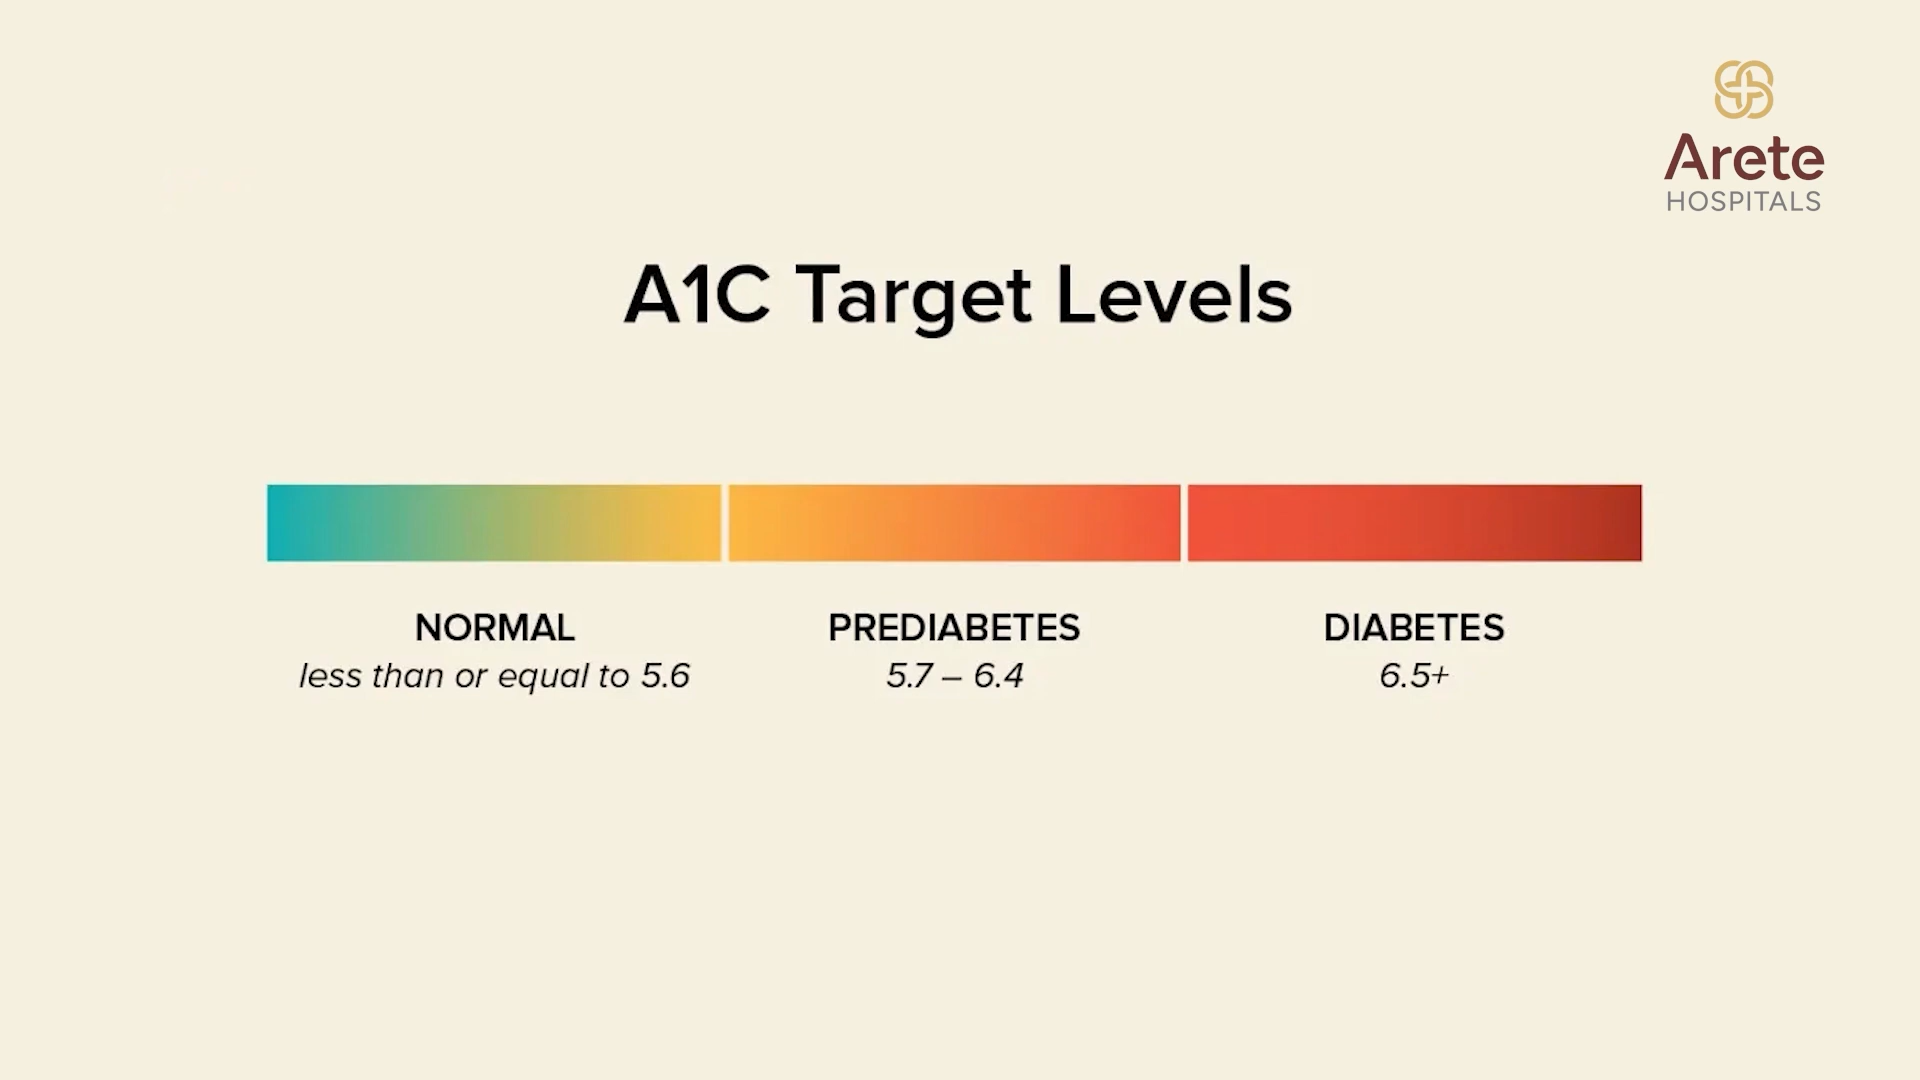 Arete
HOSPITALS
A1C Target Levels
NORMAL
less than or equal to 5.6
PREDIABETES
5.7 – 6.4
DIABETES
6.5+